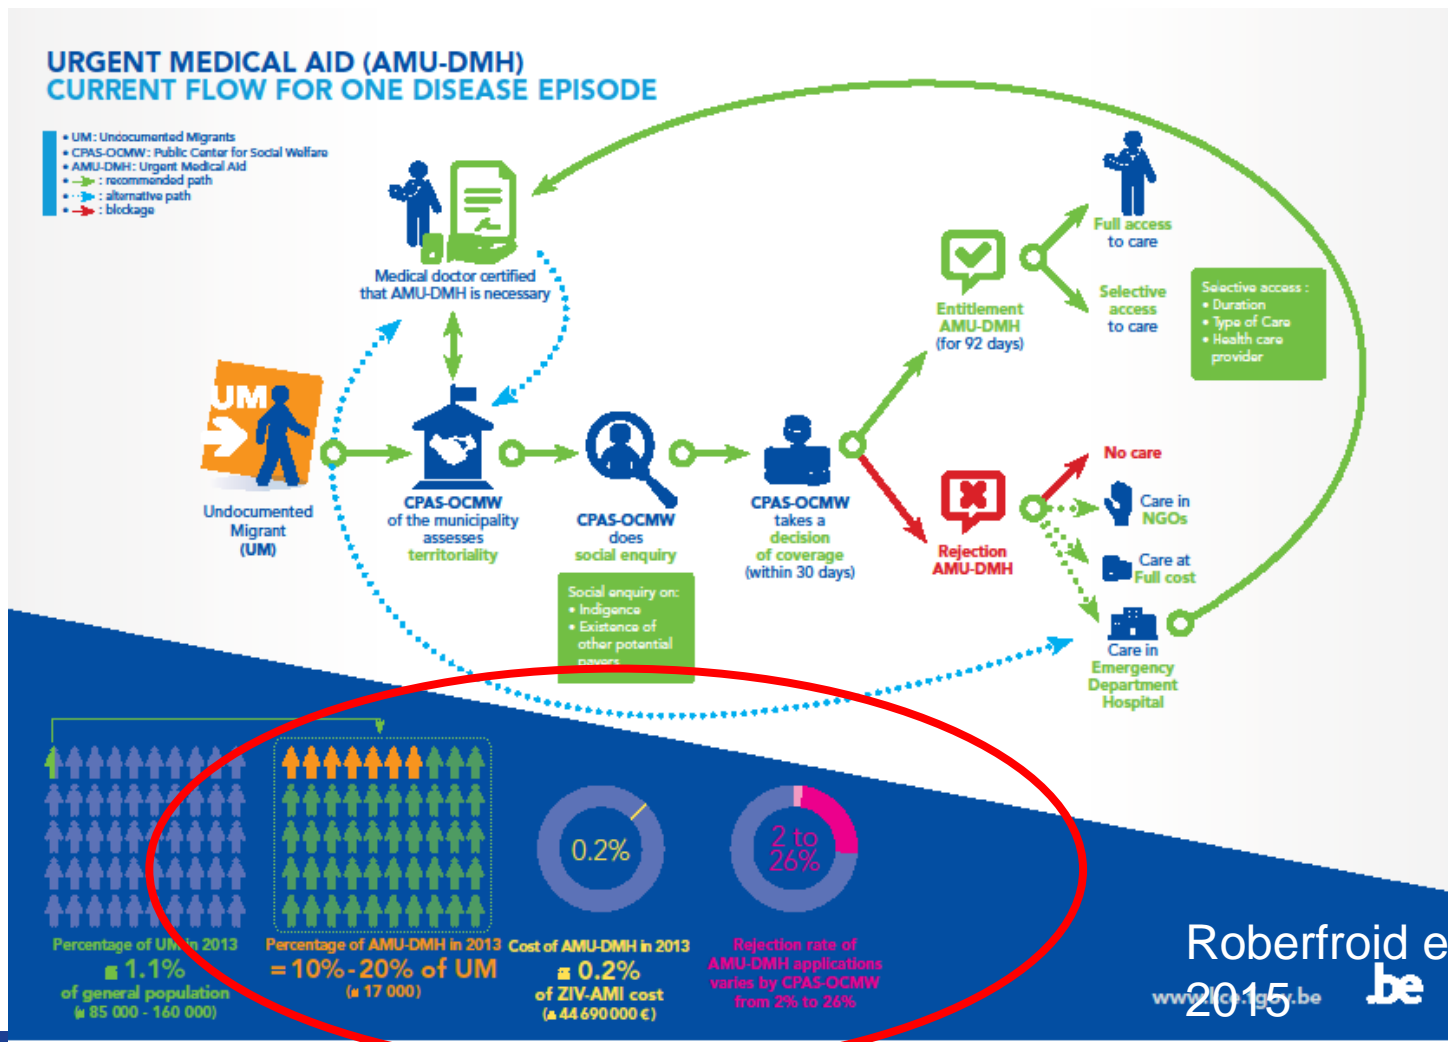 URGENT MEDICAL AID (AMU-DMH)
CURRENT FLOW FOR ONE DISEASE EPISODE
• UM : Undocumented Migrants
• CPAS-OCMW : Public Center for Social Welfare
• AMU-DMH : Urgent Medical Aid
• : recommended path
• : alternative path
• : blockage
Medical doctor certified
that AMU-DMH is necessary
UM
Undocumented
Migrant
(UM)
CPAS-OCMW
of the municipality
assesses
territoriality
CPAS-OCMW
does
social enquiry
Social enquiry on:
• Indigence
• Existence of
other potential
payers
CPAS-OCMW
takes a
decision
of coverage
(within 30 days)
Entitlement
AMU-DMH
(for 92 days)
Full access
to care
Selective
access
to care
Selective access :
• Duration
• Type of Care
• Health care
provider
Rejection
AMU-DMH
No care
Care in
NGOs
Care at
Full cost
Care in
Emergency
Department
Hospital
Percentage of UM in 2013
≈ 1.1%
of general population
(≈ 85 000 - 160 000)
Percentage of AMU-DMH in 2013
= 10%-20% of UM
(≈ 17 000)
0.2%
Cost of AMU-DMH in 2013
≈ 0.2%
of ZIV-AMI cost
(≈ 44 690 000 €)
2 to
26%
Rejection rate of
AMU-DMH applications
varies by CPAS-OCMW
from 2% to 26%
Roberfroid e
2015
.be